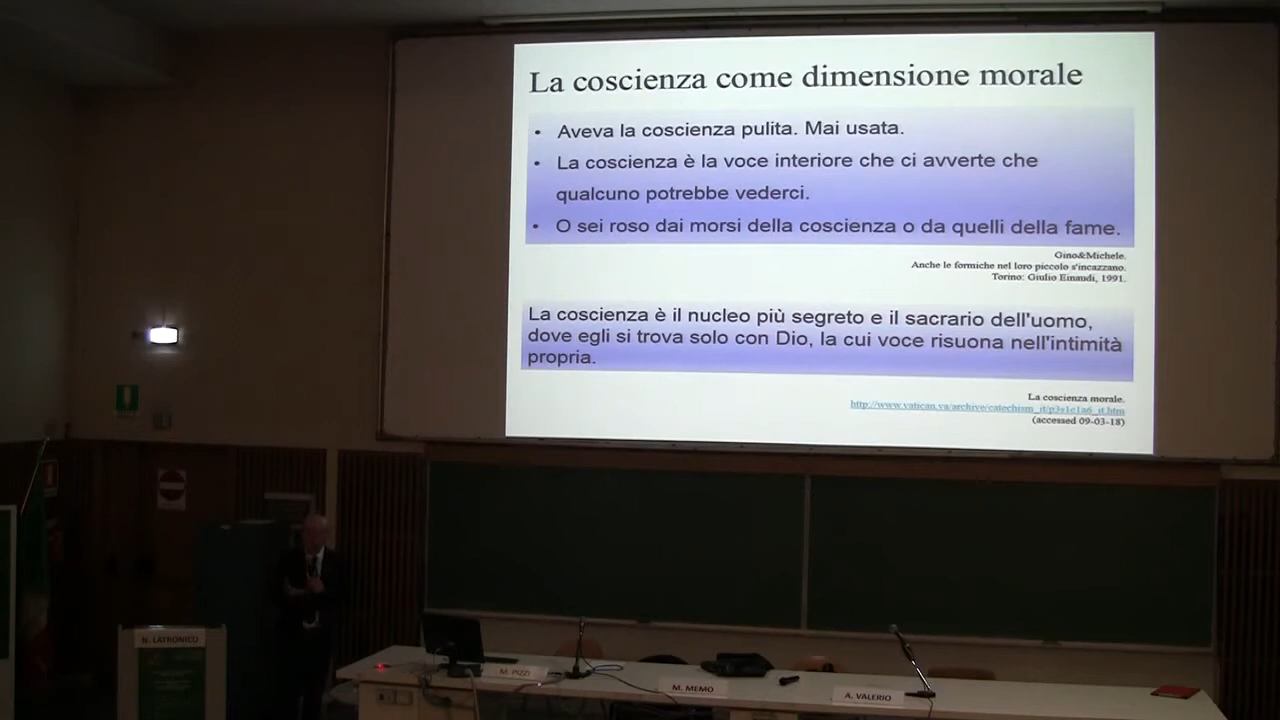 La coscienza come dimensione morale
• Aveva la coscienza pulita. Mai usata.
• La coscienza è la voce interiore che ci avverte che
qualcuno potrebbe vederci.
• O sei roso dai morsi della coscienza o da quelli della fame.
Gino&Michele.
Anche le formiche nel loro piccolo s'incazzano.
Torino: Giulio Einaudi, 1991.
La coscienza è il nucleo più segreto e il sacrario dell'uomo,
dove egli si trova solo con Dio, la cui voce risuona nell'intimità
propria.
La coscienza morale.
http://www.vatican.va/archive/catechism_it/p3s1c1a6_it.htm
(accessed 09-03-18)
N. LATRONICO
M. PIZZI
M. MEMO
A. VALERIO